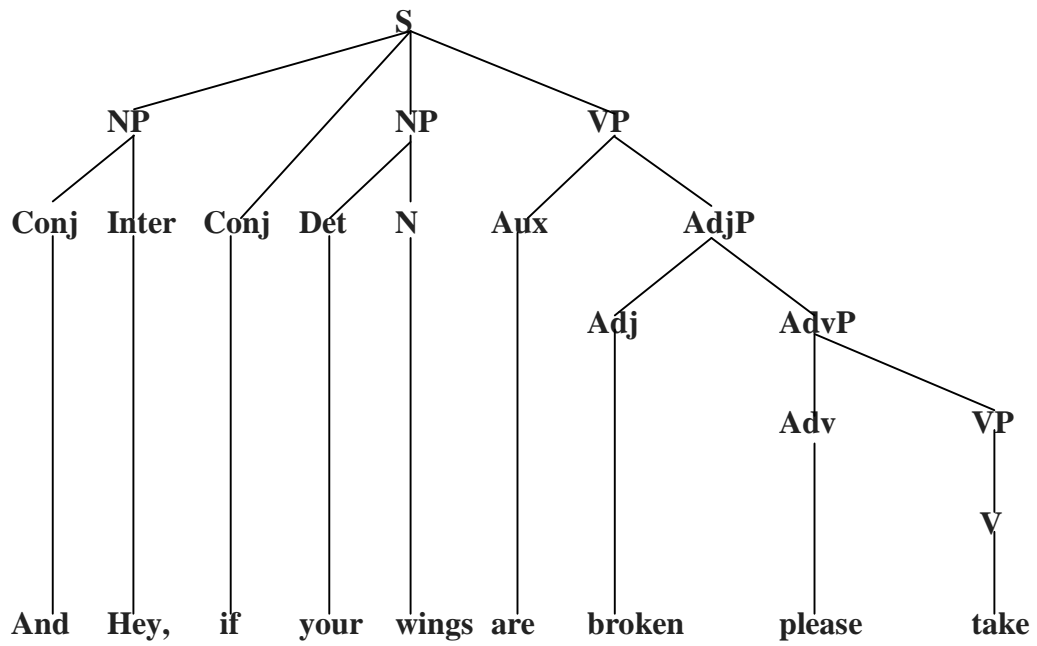 S
NP NP VP
Conj Inter Conj Det N Aux AdjP
Adj AdvP
Adv VP
V
And Hey, if your wings are broken please take